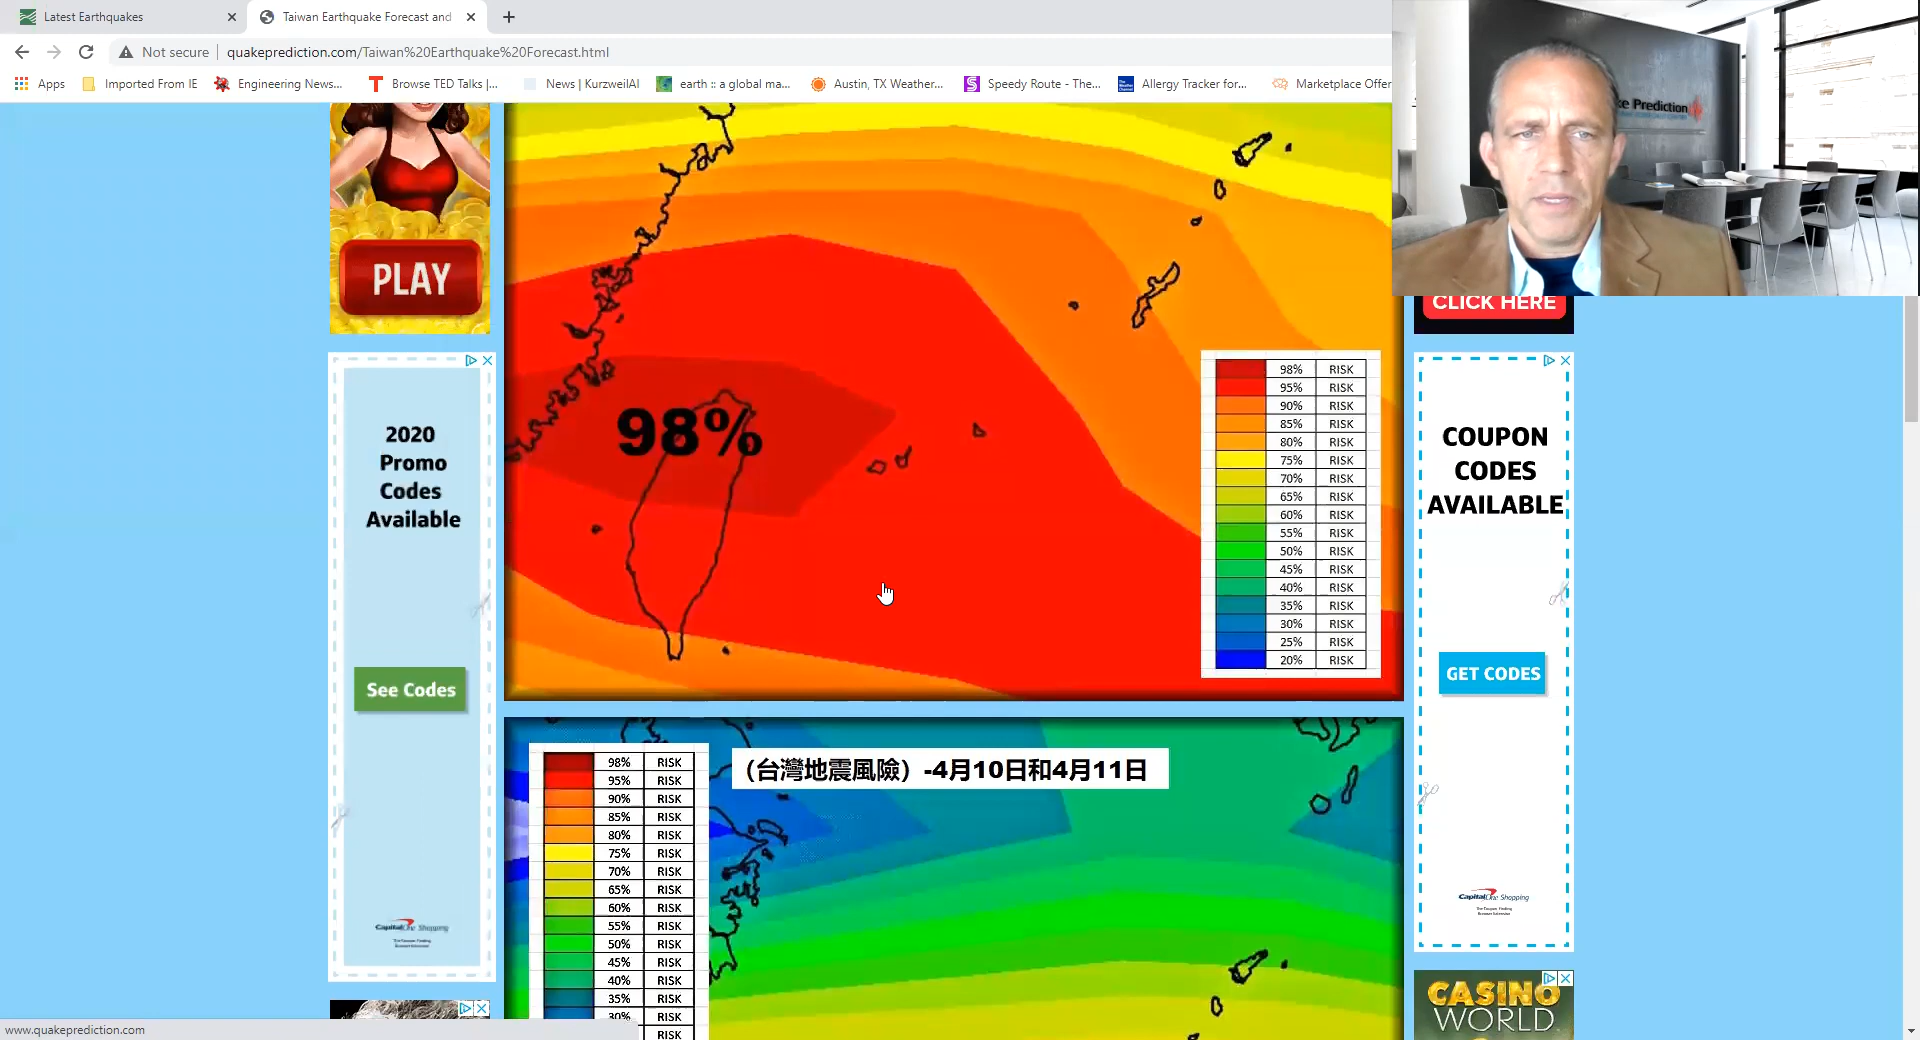 Latest Earthquakes
Taiwan Earthquake Forecast and
Not secure
quakeprediction.com/Taiwan%20Earthquake%20Forecast.html
Apps
Imported From IE
Engineering News...
Browse TED Talks |...
News | KurzweilAI
earth :: a global ma...
Austin, TX Weather...
Speedy Route - The...
Allergy Tracker for...
Marketplace Offer
ke Prediction
PLAY
CLICK HERE
2020
Promo
Codes
Available
See Codes
CapitalOne Shopping
98%
98% RISK
95% RISK
90% RISK
85% RISK
80% RISK
75% RISK
70% RISK
65% RISK
60% RISK
55% RISK
50% RISK
45% RISK
40% RISK
35% RISK
30% RISK
25% RISK
20% RISK
COUPON
CODES
AVAILABLE
GET CODES
CapitalOne Shopping
(台灣地震風險) -4月10日和4月11日
98% RISK
95% RISK
90% RISK
85% RISK
80% RISK
75% RISK
70% RISK
65% RISK
60% RISK
55% RISK
50% RISK
45% RISK
40% RISK
35% RISK
30% RISK
RISK
CASINO
WORLD
www.quakeprediction.com